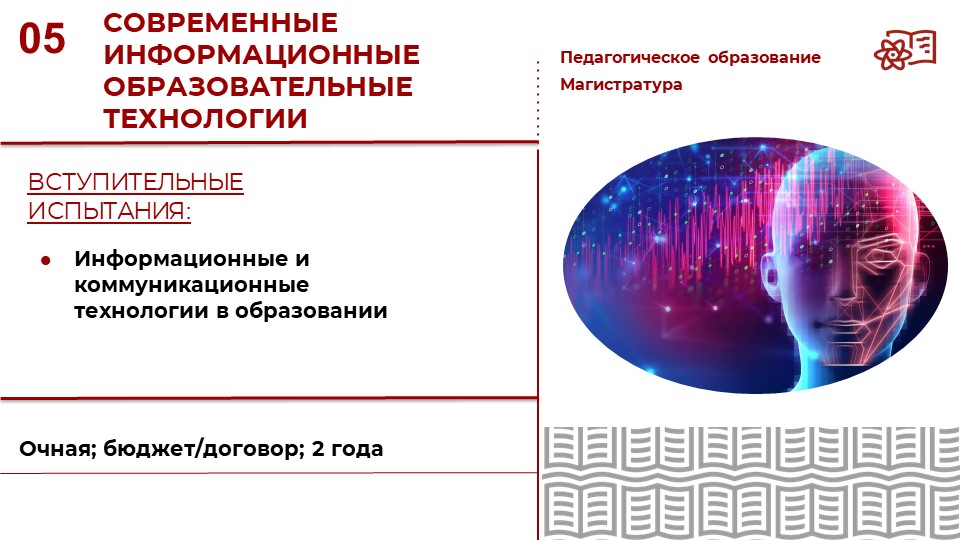 05
СОВРЕМЕННЫЕ
ИНФОРМАЦИОННЫЕ
ОБРАЗОВАТЕЛЬНЫЕ
ТЕХНОЛОГИИ
Педагогическое образование
Магистратура
ВСТУПИТЕЛЬНЫЕ
ИСПЫТАНИЯ:
● Информационные и
коммуникационные
технологии в образовании
Очная; бюджет/договор; 2 года